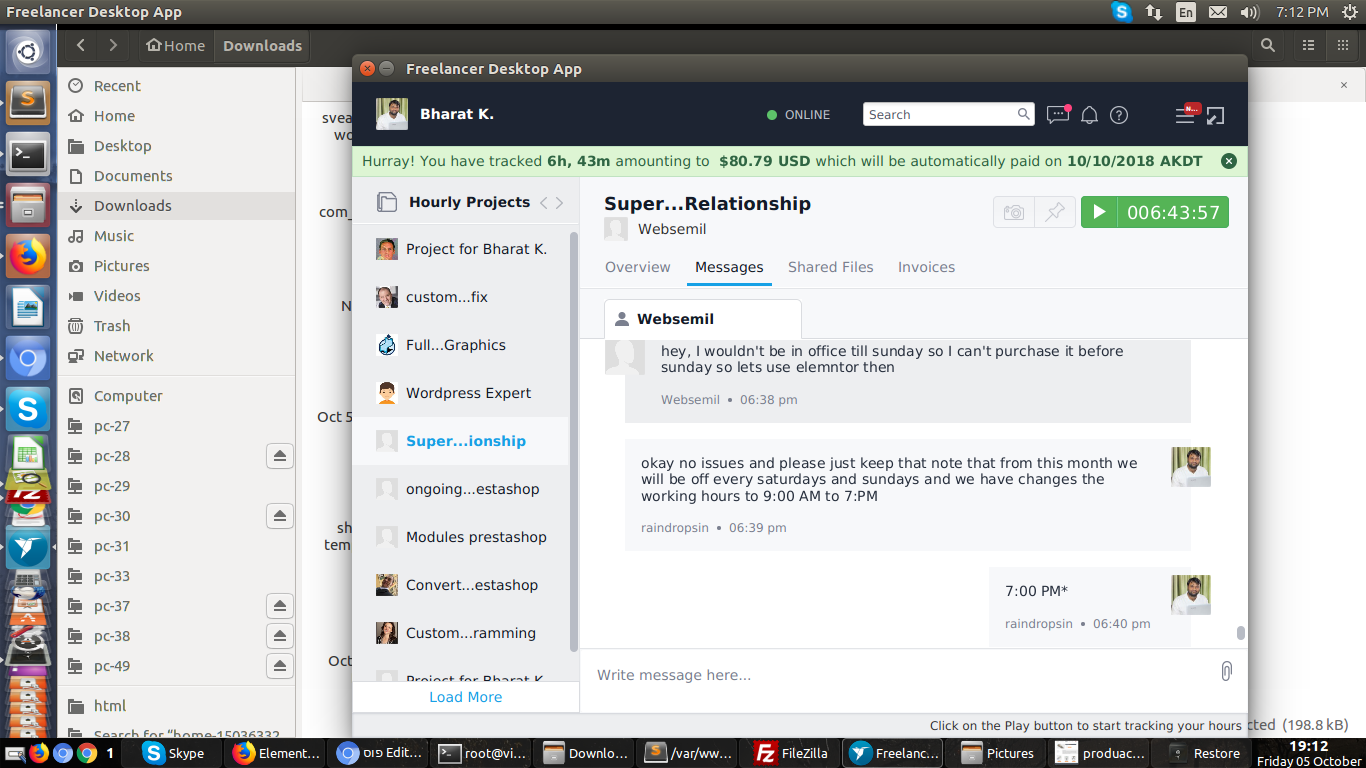 Freelancer Desktop App
En
7:12 PM
Home
Downloads
Recent
Home
Desktop
Documents
Downloads
Music
Pictures
Videos
Trash
Network
Computer
pc-27
pc-28
pc-29
pc-30
pc-31
pc-33
pc-37
pc-38
pc-49
html
Search for "home-15036332
svea
wo
com_
N
Oct 5
sh
tem
Oct
Freelancer Desktop App
Bharat K.
ONLINE
Search
N...
Hurray! You have tracked 6h, 43m amounting to $80.79 USD which will be automatically paid on 10/10/2018 AKDT
Hourly Projects
Project for Bharat K.
custom...fix
Full...Graphics
Wordpress Expert
Super...ionship
ongoing...estashop
Modules prestashop
Convert...estashop
Custom...ramming
Project for Bharat K.
Load More
Super...Relationship
Websemil
006:43:57
Overview
Messages
Shared Files
Invoices
Websemil
hey, I wouldn't be in office till sunday so I can't purchase it before
sunday so lets use elemntor then
Websemil • 06:38 pm
okay no issues and please just keep that note that from this month we
will be off every saturdays and sundays and we have changes the
working hours to 9:00 AM to 7:PM
raindropsin • 06:39 pm
7:00 PM*
raindropsin • 06:40 pm
Write message here...
Click on the Play button to start tracking your hours
cted (198.8 kB)
1
Skype
Element...
פוס Edit...
root@vi...
Downlo...
/var/ww...
FileZilla
Freelanc...
Pictures
produac...
Restore
19:12
Friday 05 October